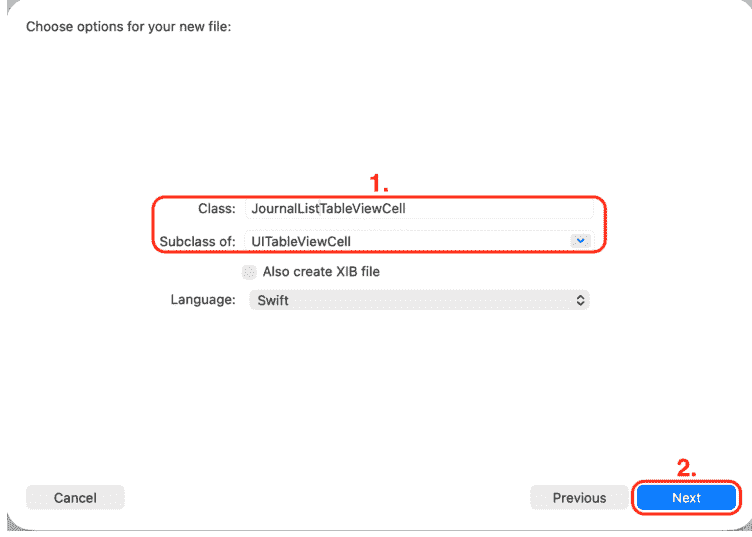 Choose options for your new file:
1.
Class: JournalListTableViewCell
Subclass of: UITableViewCell
Also create XIB file
Language: Swift
2.
Cancel Previous Next